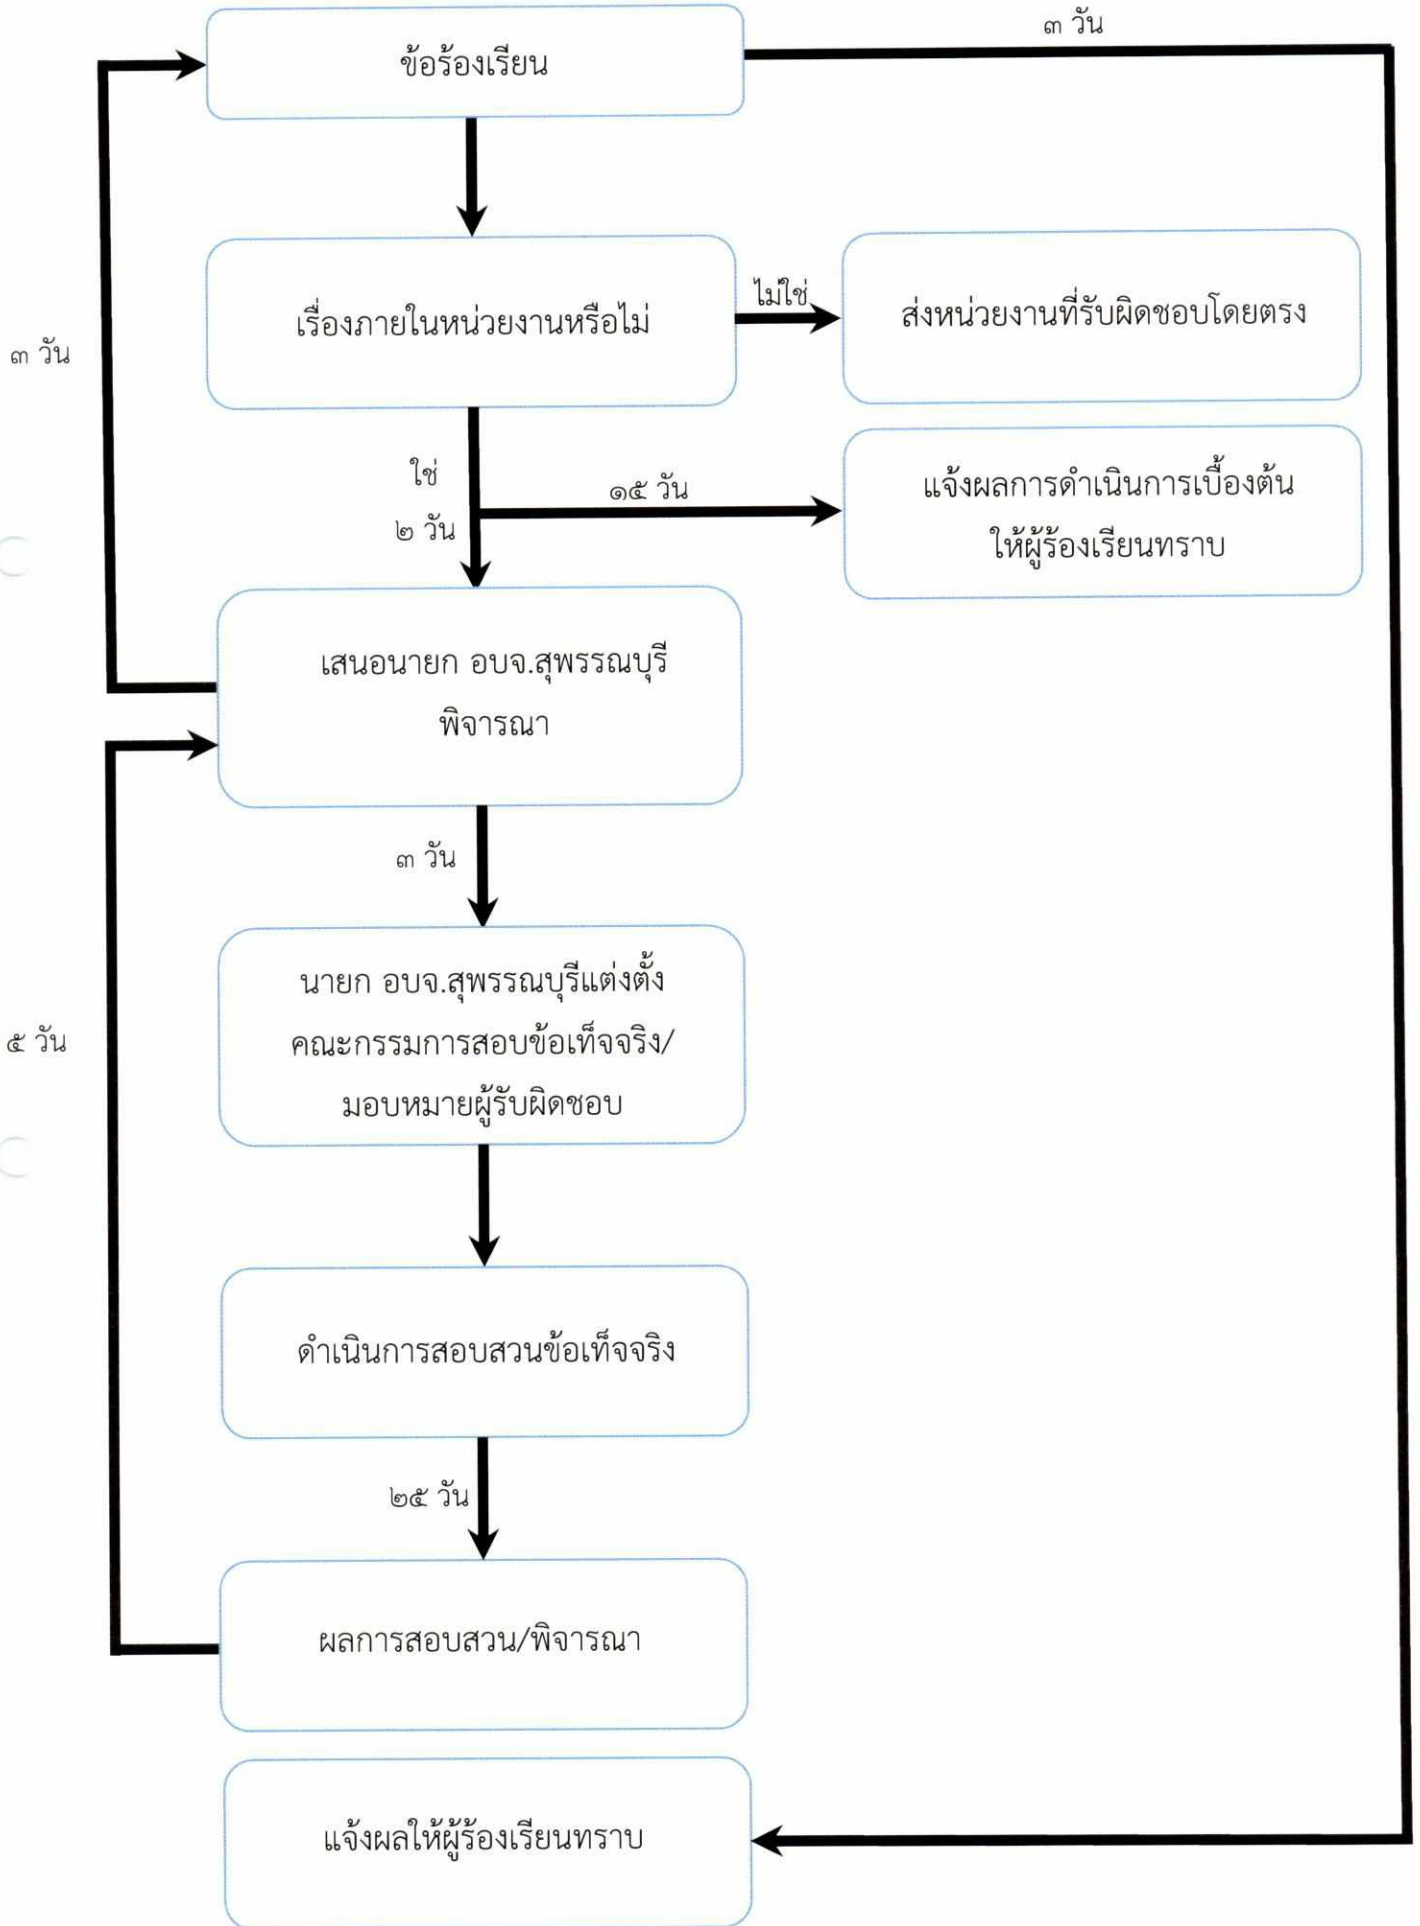 ๓ วัน
ข้อร้องเรียน
เรื่องภายในหน่วยงานหรือไม่
ไม่ใช่
ส่งหน่วยงานที่รับผิดชอบโดยตรง
๓ วัน
ใช่
๒ วัน
๑๕ วัน
แจ้งผลการดำเนินการเบื้องต้น
ให้ผู้ร้องเรียนทราบ
เสนอนายก อบจ.สุพรรณบุรี
พิจารณา
๓ วัน
นายก อบจ.สุพรรณบุรีแต่งตั้ง
คณะกรรมการสอบข้อเท็จจริง/
มอบหมายผู้รับผิดชอบ
๕ วัน
ดำเนินการสอบสวนข้อเท็จจริง
๒๕ วัน
ผลการสอบสวน/พิจารณา
แจ้งผลให้ผู้ร้องเรียนทราบ